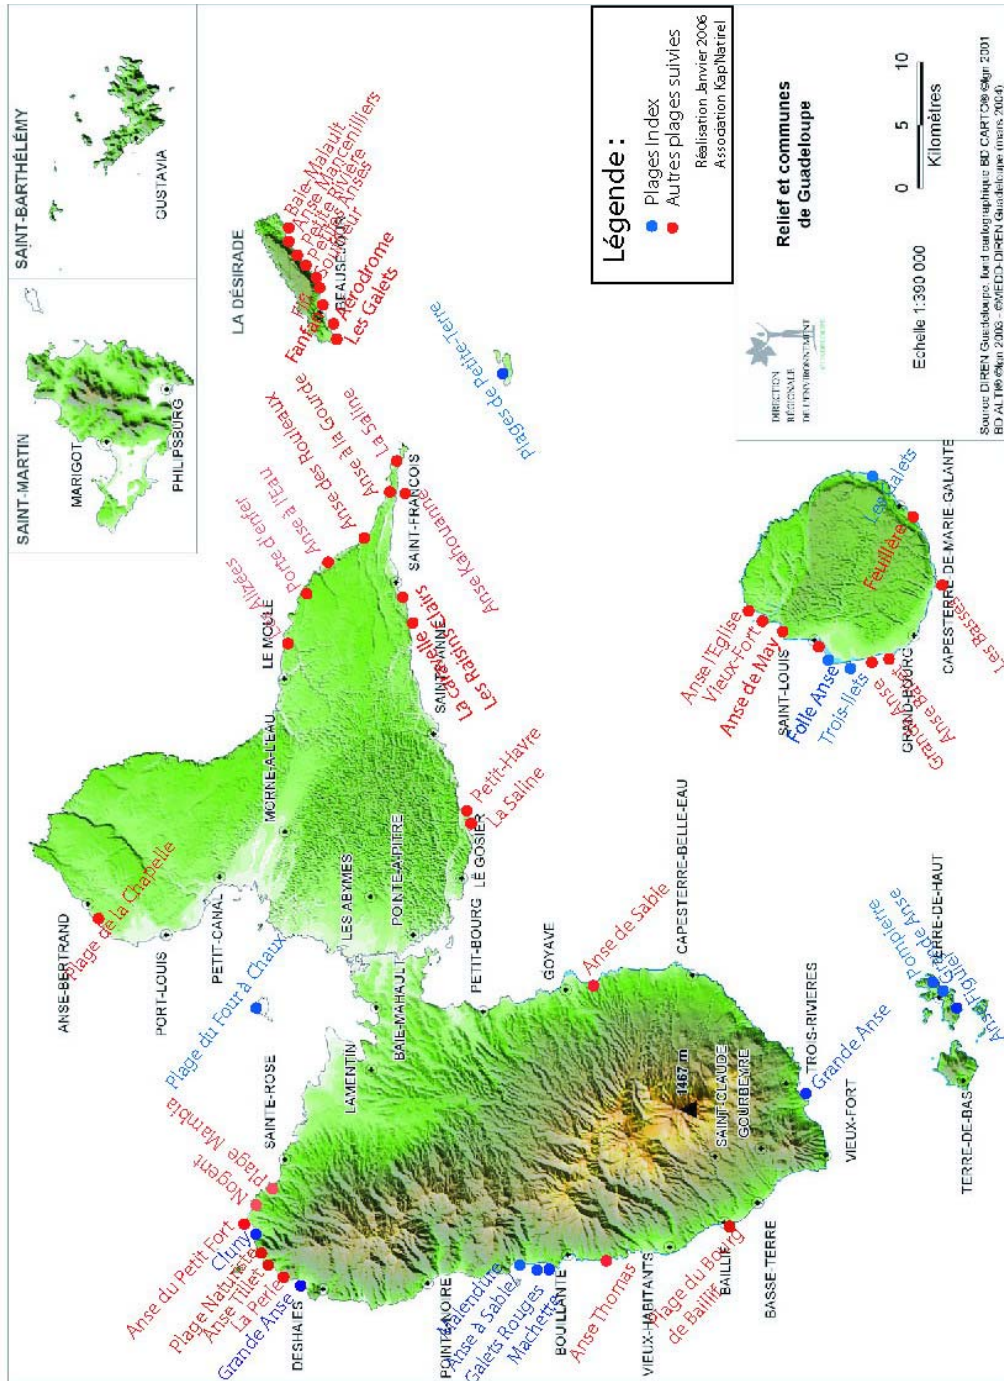 SAINT-MARTIN
MARIGOT
PHILIPSBURG
SAINT-BARTHÉLÉMY
GUSTAVIA
LA DÉSIRADE
BEAUSEJOUR
Baie-Malault
Anse Mancenilliers
Petite Rivière
Petites Anses
Souffleur
Fifi
Fanfan
Aérodrome
Les Galets
Plages de Petite-Terre
ANSE-BERTRAND
Plage de la Chapelle
PORT-LOUIS
PETIT-CANAL
MORNE-A-L'EAU
LE MOULE
Alizées
Porte d'enfer
Anse à l'Eau
Anse des Rouleaux
Anse à la Gourde
La Saline
SAINT-FRANÇOIS
Anse Kahouanne
Les Raisins Clairs
La caravelle
SAINTE-ANNE
Petit-Havre
La Saline
LE GOSIER
POINTE-A-PITRE
LES ABYMES
BAIE-MAHAULT
Plage du Four à Chaux
LAMENTIN
SAINTE-ROSE
plage Mambia
Nogent
Anse du Petit Fort
Cluny
Plage Naturiste
Anse Tillet
La Perle
Grande Anse
DESHAIES
POINTE-NOIRE
Malendure
Anse à Sable
Galets Rouges
Machette
BOUILLANTE
Anse Thomas
VIEUX-HABITANTS
Plage du Bourg
de Baillif
BAILLIF
BASSE-TERRE
PETIT-BOURG
GOYAVE
Anse de Sable
CAPESTERRE-BELLE-EAU
1467 m
SAINT-CLAUDE
GOURBEYRE
TROIS-RIVIERES
Grande Anse
VIEUX-FORT
Pompierre
Grande Anse
Anse Figuier
TERRE-DE-HAUT
TERRE-DE-BAS
Anse l'Eglise
Vieux-Fort
Anse de May
SAINT-LOUIS
Folle Anse
Trois-Ilets
Grande Anse
Anse Ballet
GRAND-BOURG
Les Basses
Feuillère
Les Galets
CAPESTERRE-DE-MARIE-GALANTE
Légende :
Plages Index
Autres plages suivies
Réalisation Janvier 2006
Association Kap'Natirel
Relief et communes
de Guadeloupe
DIRECTION
RÉGIONALE
DE L'ENVIRONNEMENT
Echelle 1:390 000
0 5 10
Kilomètres
Source DIREN Guadeloupe, fond cartographique BD CARTO® ©Ign 2001
BD ALTI® ©Ign 2003 - ©MEDD-DIREN Guadeloupe (mars 2004)